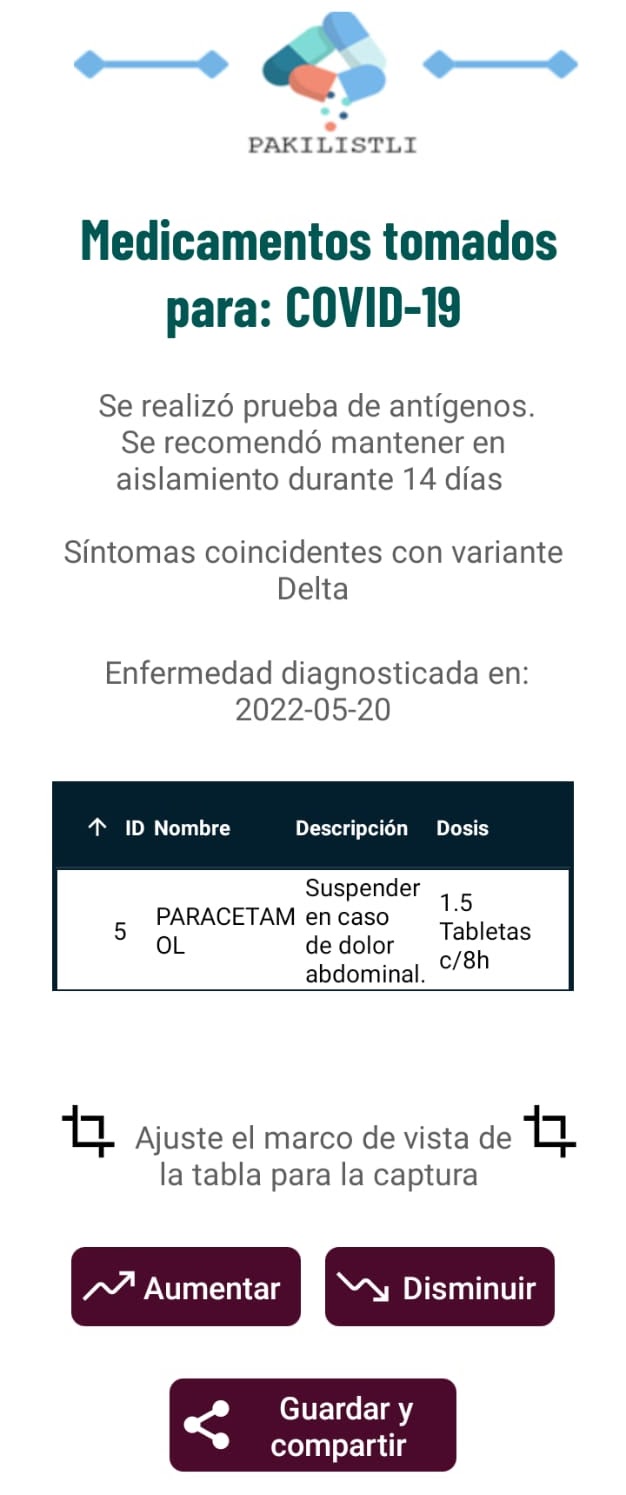 PAKILISTLI
Medicamentos tomados
para: COVID-19
Se realizó prueba de antígenos.
Se recomendó mantener en
aislamiento durante 14 días
Síntomas coincidentes con variante
Delta
Enfermedad diagnosticada en:
2022-05-20
↑ ID Nombre Descripción Dosis
5 PARACETAM
OL
Suspender
en caso
de dolor
abdominal.
1.5
Tabletas
c/8h
Ajuste el marco de vista de
la tabla para la captura
Aumentar
Disminuir
Guardar y
compartir